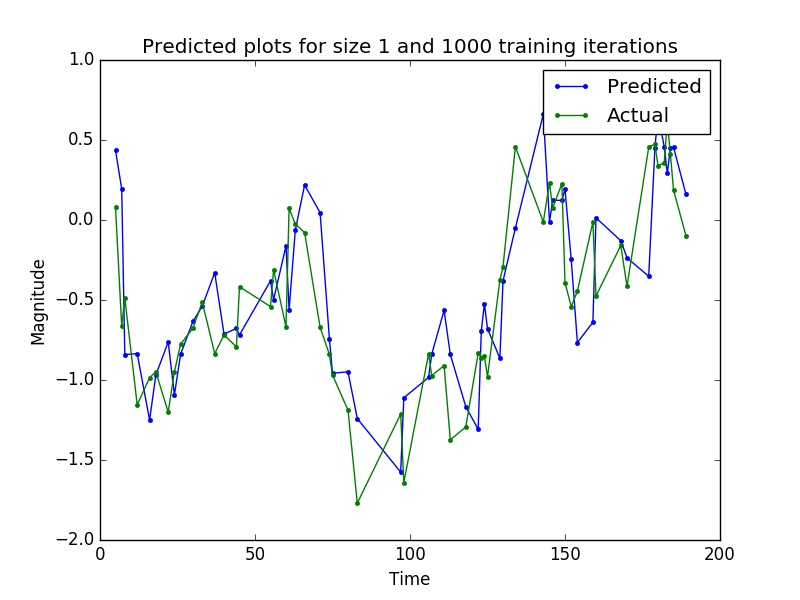 Predicted plots for size 1 and 1000 training iterations
Predicted
Actual
1.0
0.5
0.0
−0.5
−1.0
−1.5
−2.0
Magnitude
0
50
100
150
200
Time